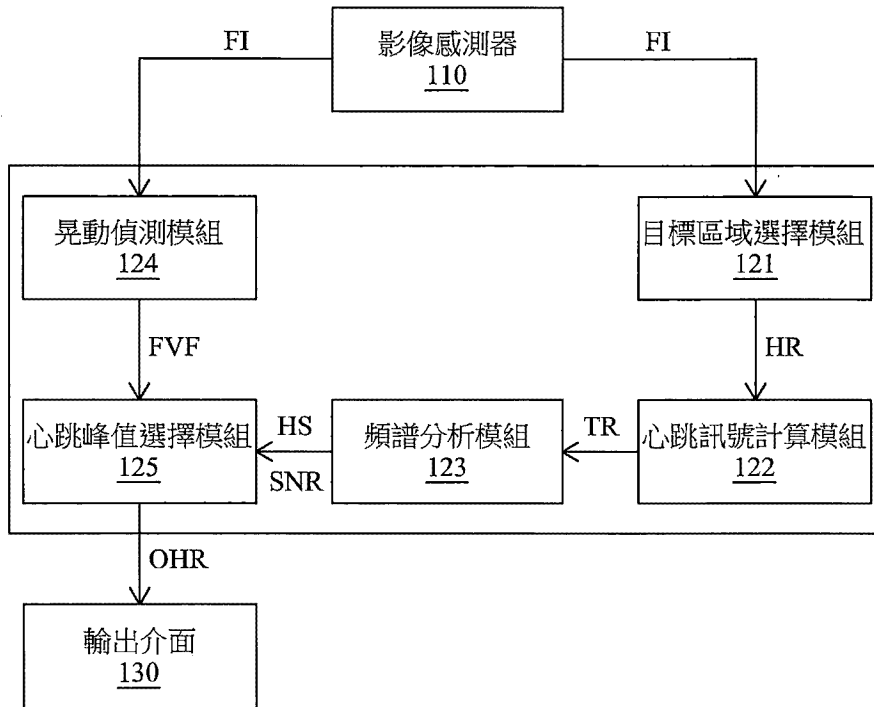 影像感測器
110
FI
FI
晃動偵測模組
124
目標區域選擇模組
121
FVF
HR
心跳峰值選擇模組
125
HS
SNR
頻譜分析模組
123
TR
心跳訊號計算模組
122
OHR
輸出介面
130